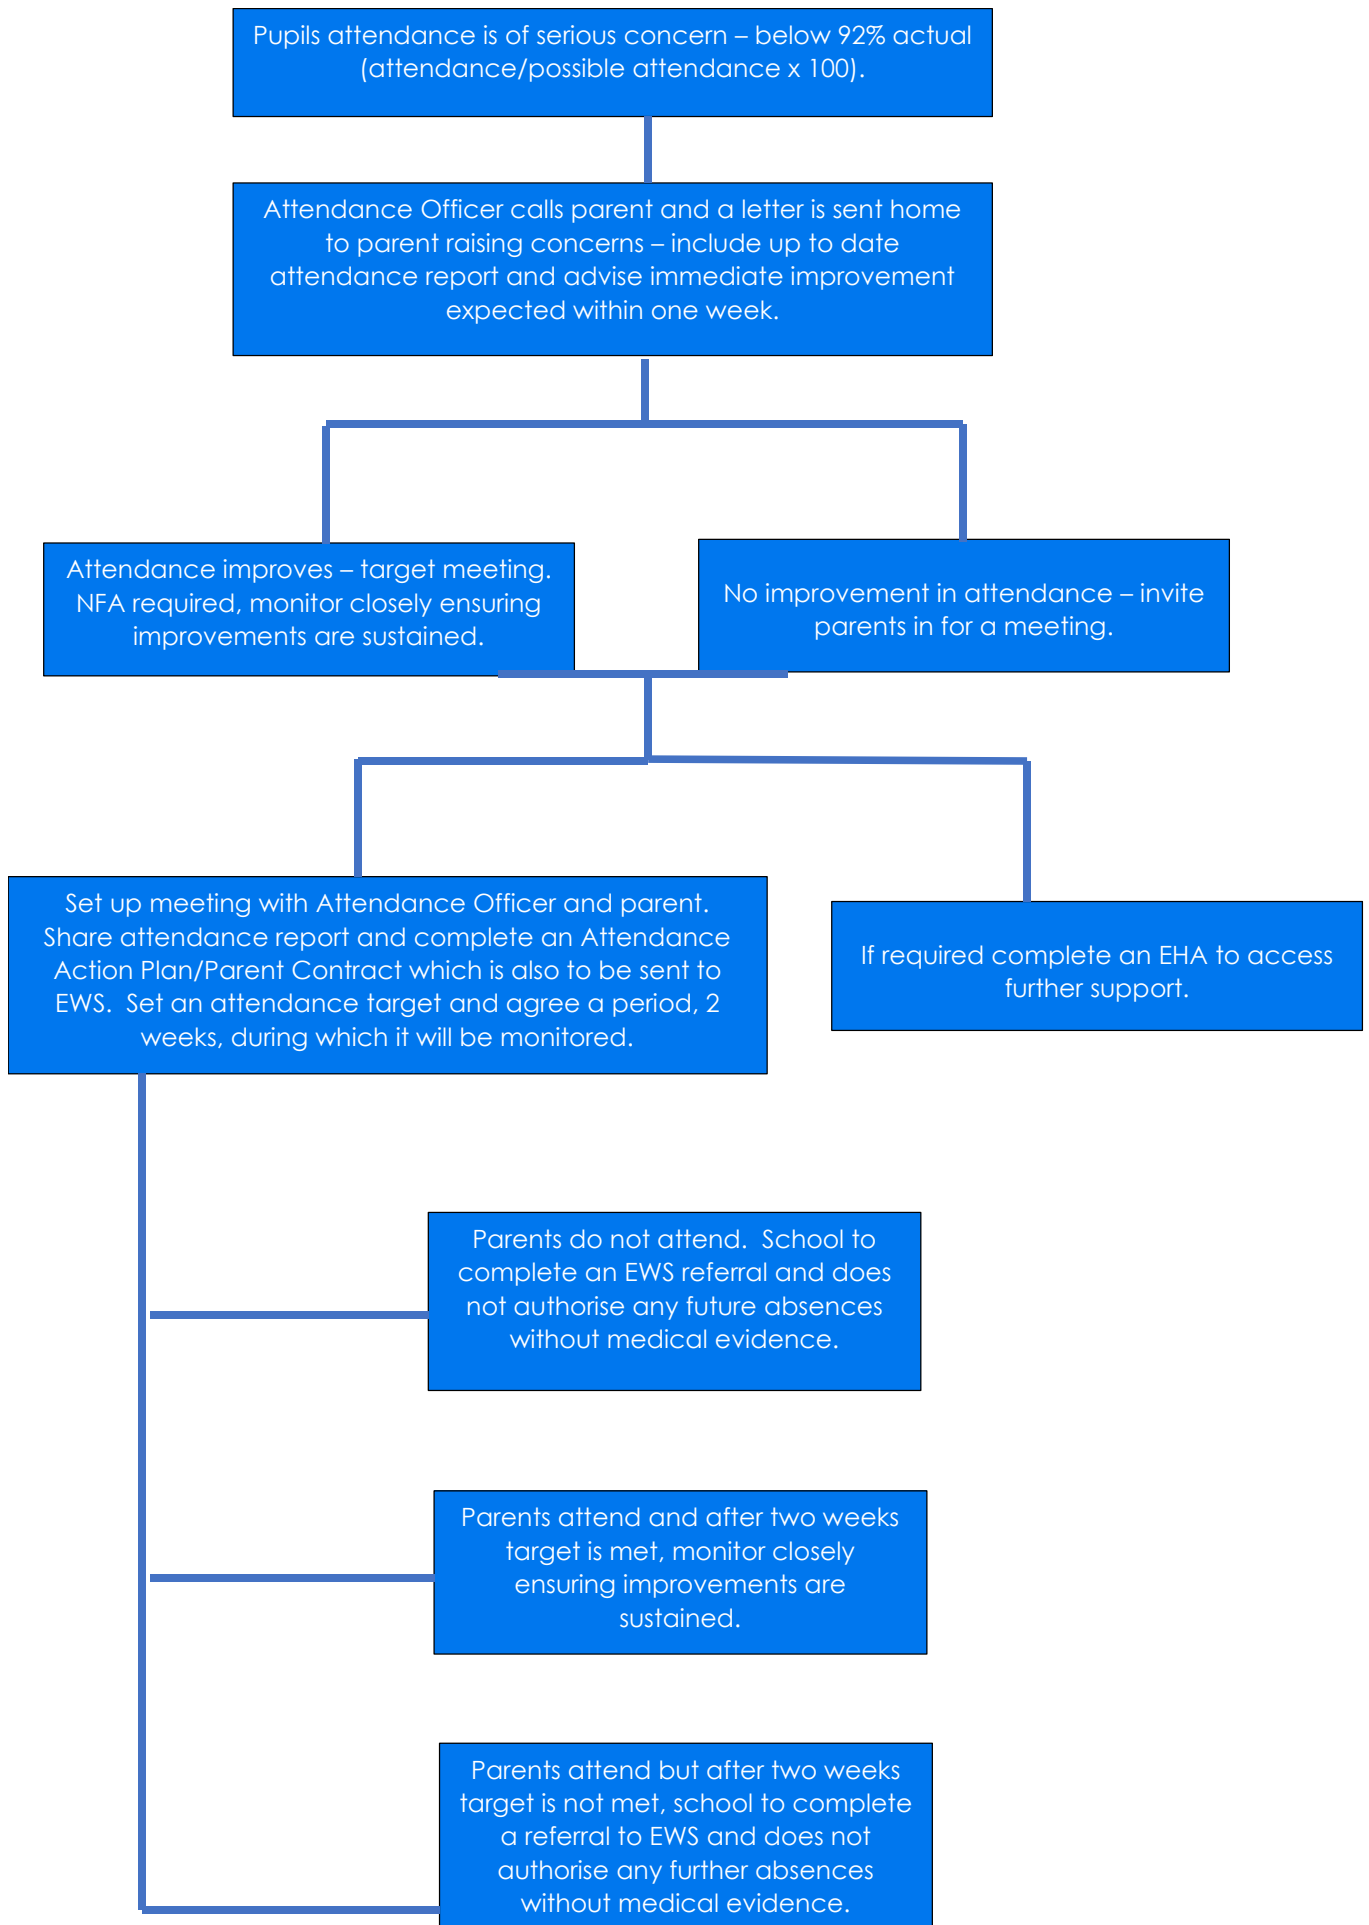 Pupils attendance is of serious concern – below 92% actual
(attendance/possible attendance x 100).
Attendance Officer calls parent and a letter is sent home
to parent raising concerns – include up to date
attendance report and advise immediate improvement
expected within one week.
Attendance improves – target meeting.
NFA required, monitor closely ensuring
improvements are sustained.
No improvement in attendance – invite
parents in for a meeting.
Set up meeting with Attendance Officer and parent.
Share attendance report and complete an Attendance
Action Plan/Parent Contract which is also to be sent to
EWS.  Set an attendance target and agree a period, 2
weeks, during which it will be monitored.
If required complete an EHA to access
further support.
Parents do not attend.  School to
complete an EWS referral and does
not authorise any future absences
without medical evidence.
Parents attend and after two weeks
target is met, monitor closely
ensuring improvements are
sustained.
Parents attend but after two weeks
target is not met, school to complete
a referral to EWS and does not
authorise any further absences
without medical evidence.